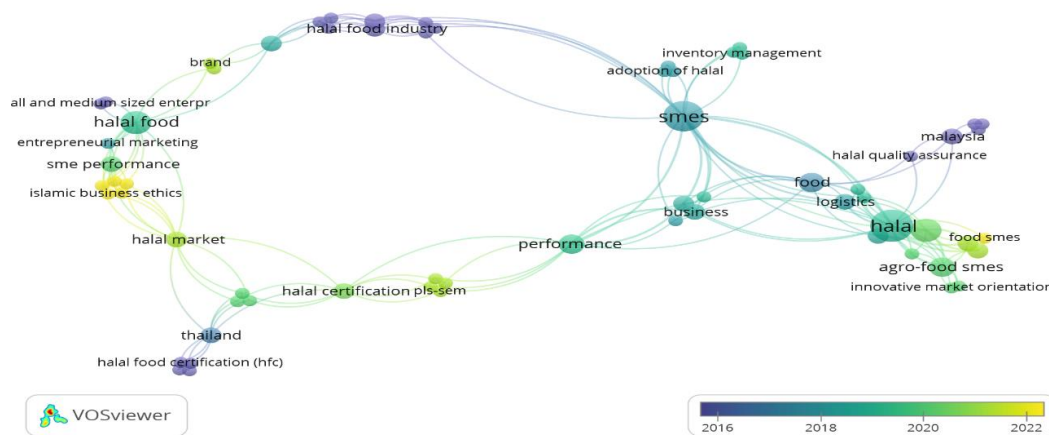 halal food industry
brand
inventory management
adoption of halal
all and medium sized enterpr
halal food
smes
entrepreneurial marketing
malaysia
sme performance
halal quality assurance
islamic business ethics
food
logistics
business
halal
halal market
performance
food smes
agro-food smes
halal certification
pls-sem
innovative market orientation
thailand
halal food certification (hfc)
VOSviewer
2016 2018 2020 2022